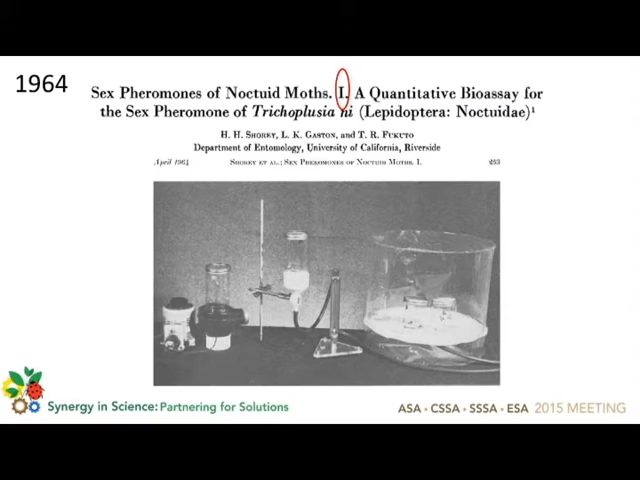 1964
Sex Pheromones of Noctuid Moths. I. A Quantitative Bioassay for
the Sex Pheromone of Trichoplusia ni (Lepidoptera: Noctuidae)¹
H. H. Shorey, L. K. Gaston, and T. R. Fukuto
Department of Entomology, University of California, Riverside
April 1964 Shorey et al.: Sex Pheromones of Noctuid Moths. I. 253
Synergy in Science: Partnering for Solutions
ASA • CSSA • SSSA • ESA 2015 MEETING